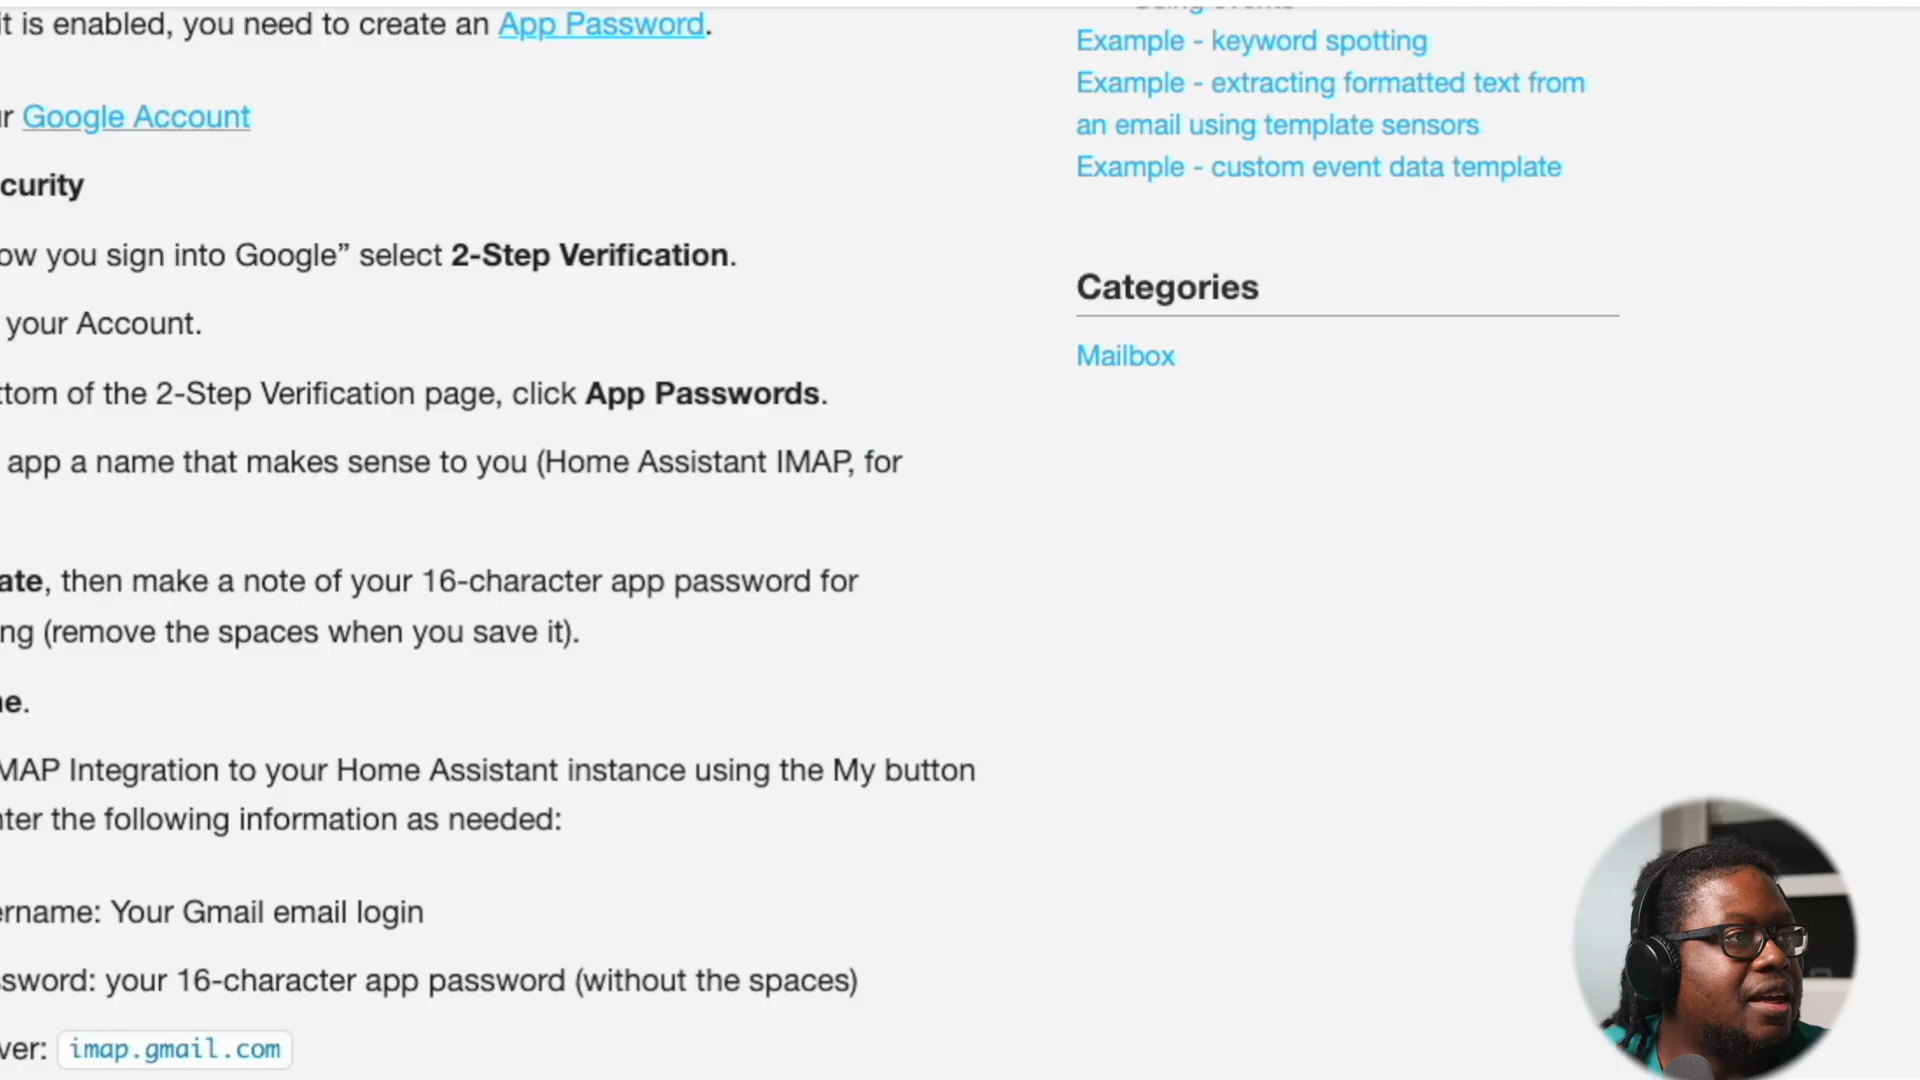 it is enabled, you need to create an App Password.
Google Account
curity
ow you sign into Google” select 2-Step Verification.
your Account.
ttom of the 2-Step Verification page, click App Passwords.
app a name that makes sense to you (Home Assistant IMAP, for
ate, then make a note of your 16-character app password for
ng (remove the spaces when you save it).
ne.
MAP Integration to your Home Assistant instance using the My button
nter the following information as needed:
ername: Your Gmail email login
ssword: your 16-character app password (without the spaces)
ver: imap.gmail.com
Example - keyword spotting
Example - extracting formatted text from
an email using template sensors
Example - custom event data template
Categories
Mailbox